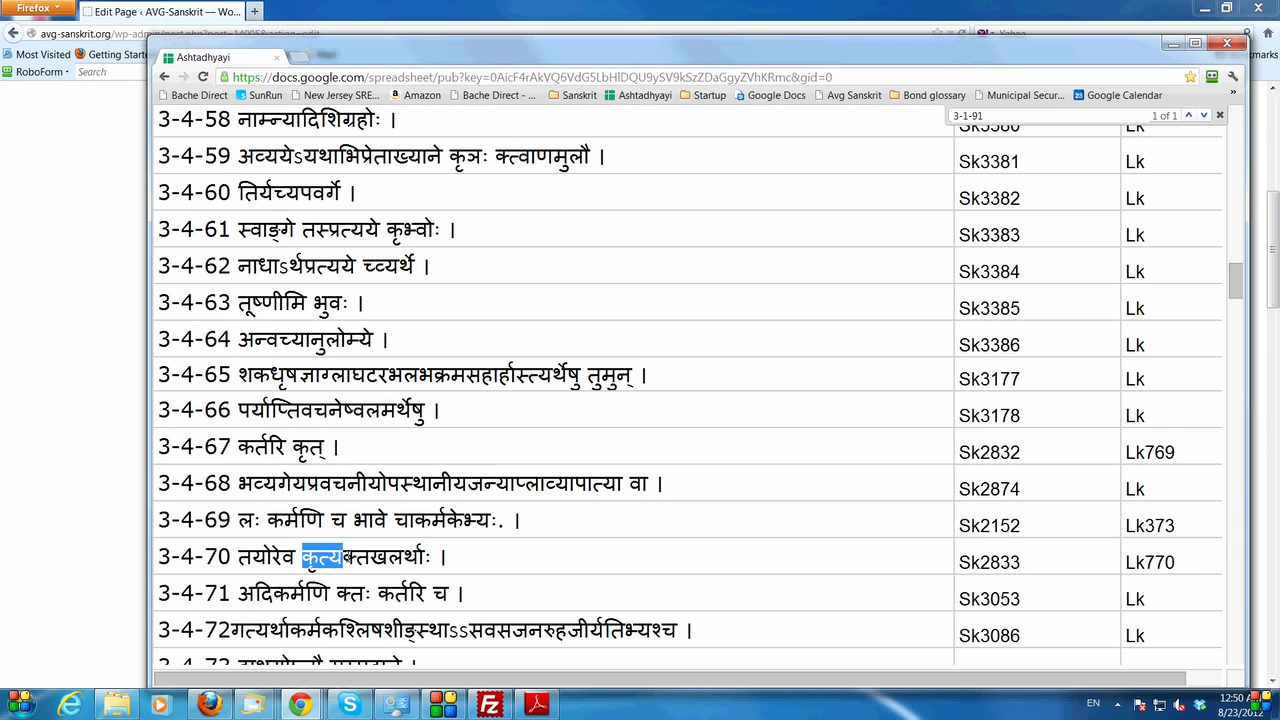 Firefox
Edit Page ‹ AVG-Sanskrit — Wo...
avg-sanskrit.org/wp-admin/post.php?post=14095&action=edit
Most Visited Getting Started
RoboForm Search
Ashtadhyayi
https://docs.google.com/spreadsheet/pub?key=0AicF4rAkVQ6VdG5LbHlDQU9ySV9kSzZDaGgyZVhKRmc&gid=0
Bache Direct SunRun New Jersey SRE... Amazon Bache Direct - ... Sanskrit Ashtadhyayi Startup Google Docs Avg Sanskrit Bond glossary Municipal Secur... Google Calendar
3-1-91 1 of 1
3-4-58 नाम्न्यादिशिग्रहोः । Sk3380 Lk
3-4-59 अव्ययेऽयथाभिप्रेताख्याने कृञः क्त्वाणमुलौ । Sk3381 Lk
3-4-60 तिर्यच्यपवर्गे । Sk3382 Lk
3-4-61 स्वाङ्गे तस्प्रत्यये कृभ्वोः । Sk3383 Lk
3-4-62 नाधाऽर्थप्रत्यये च्व्यर्थे । Sk3384 Lk
3-4-63 तूष्णीमि भुवः । Sk3385 Lk
3-4-64 अन्वच्यानुलोम्ये । Sk3386 Lk
3-4-65 शकधृषज्ञाग्लाघटरभलभक्रमसहार्हास्त्यर्थेषु तुमुन् । Sk3177 Lk
3-4-66 पर्याप्तिवचनेष्वलमर्थेषु । Sk3178 Lk
3-4-67 कर्तरि कृत् । Sk2832 Lk769
3-4-68 भव्यगेयप्रवचनीयोपस्थानीयजन्याप्लाव्यापात्या वा । Sk2874 Lk
3-4-69 लः कर्मणि च भावे चाकर्मकेभ्यः. । Sk2152 Lk373
3-4-70 तयोरेव कृत्यक्तखलर्थाः । Sk2833 Lk770
3-4-71 अदिकर्मणि क्तः कर्तरि च । Sk3053 Lk
3-4-72गत्यर्थाकर्मकश्लिषशीङ्स्थाऽऽसवसजनरुहजीर्यतिभ्यश्च । Sk3086 Lk
EN 12:50
8/23/2012